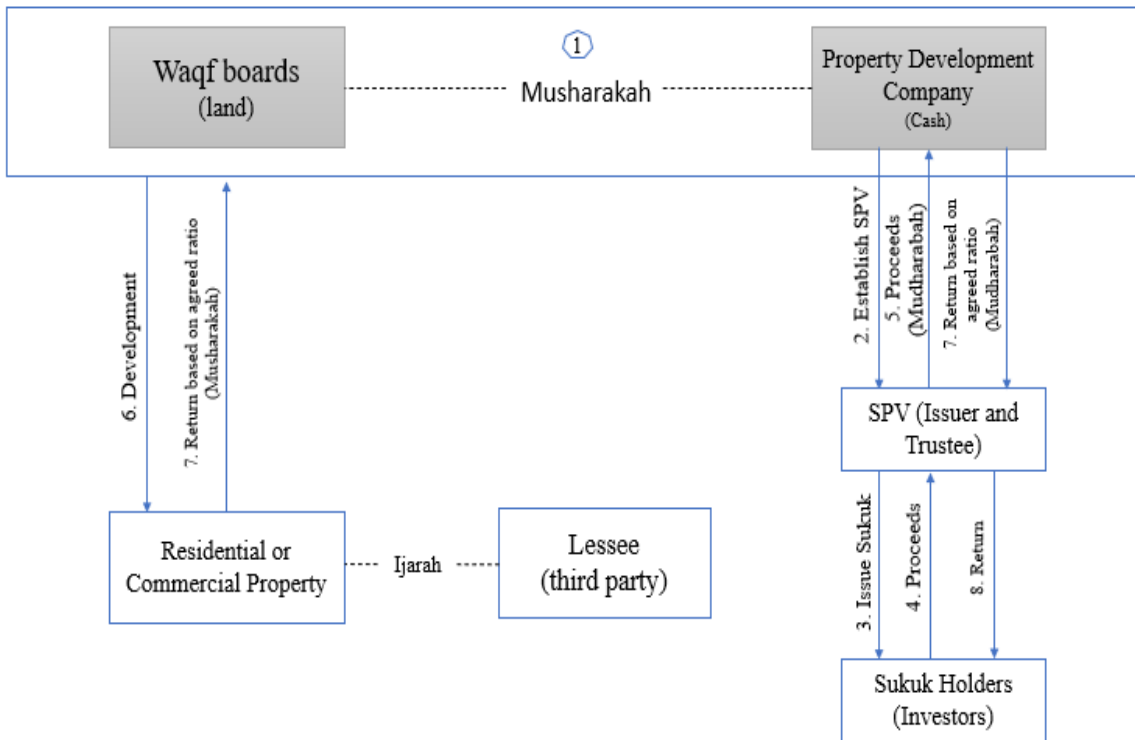 1
Waqf boards
(land)
Musharakah
Property Development
Company
(Cash)
6. Development
7. Return based on agreed ratio
(Musharakah)
2. Establish SPV
5. Proceeds
(Mudharabah)
7. Return based on
agreed ratio
(Mudharabah)
SPV (Issuer and
Trustee)
Residential or
Commercial Property
Ijarah
Lessee
(third party)
3. Issue Sukuk
4. Proceeds
8. Return
Sukuk Holders
(Investors)